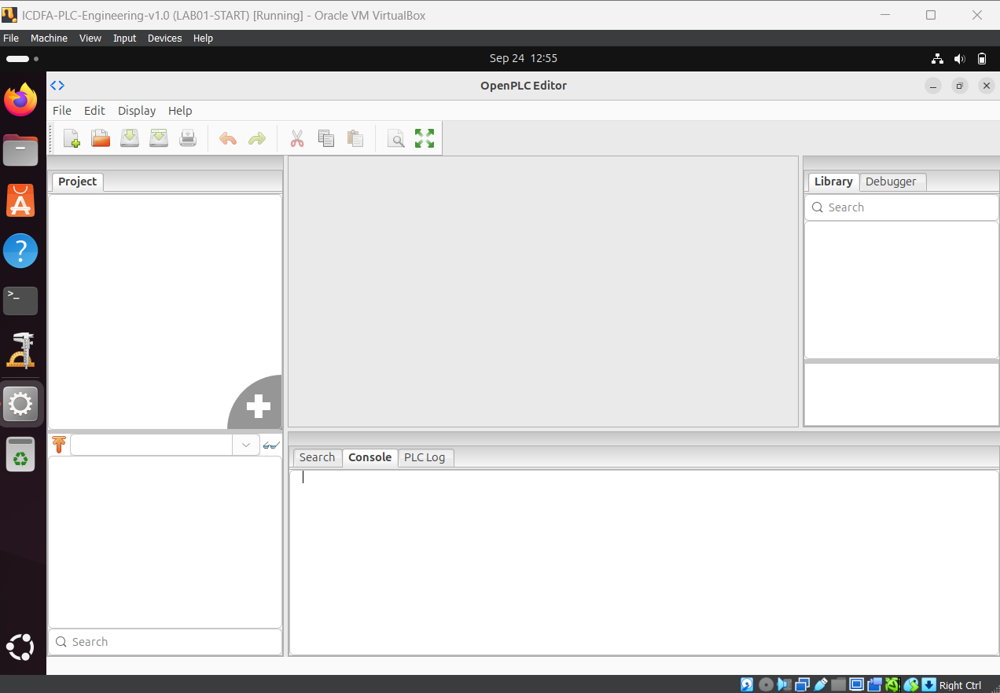 ICDFA-PLC-Engineering-v1.0 (LAB01-START) [Running] - Oracle VM VirtualBox
File Machine View Input Devices Help
Sep 24 12:55
OpenPLC Editor
File Edit Display Help
Project
Library Debugger
Search
Search Console PLC Log
Search
Right Ctrl